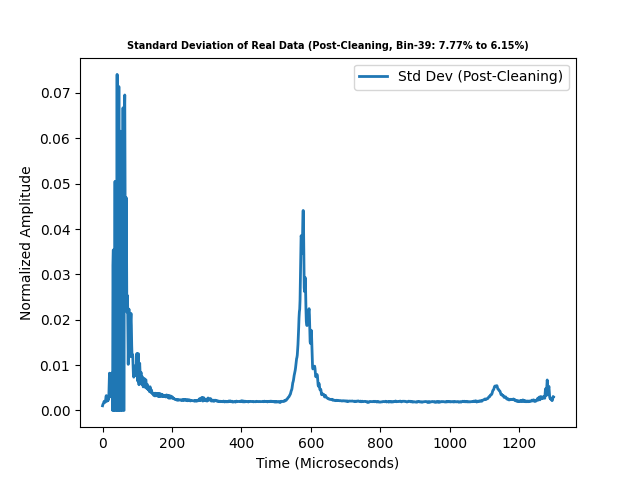 Standard Deviation of Real Data (Post-Cleaning, Bin-39: 7.77% to 6.15%)
Std Dev (Post-Cleaning)
Normalized Amplitude
0.07
0.06
0.05
0.04
0.03
0.02
0.01
0.00
0 200 400 600 800 1000 1200
Time (Microseconds)